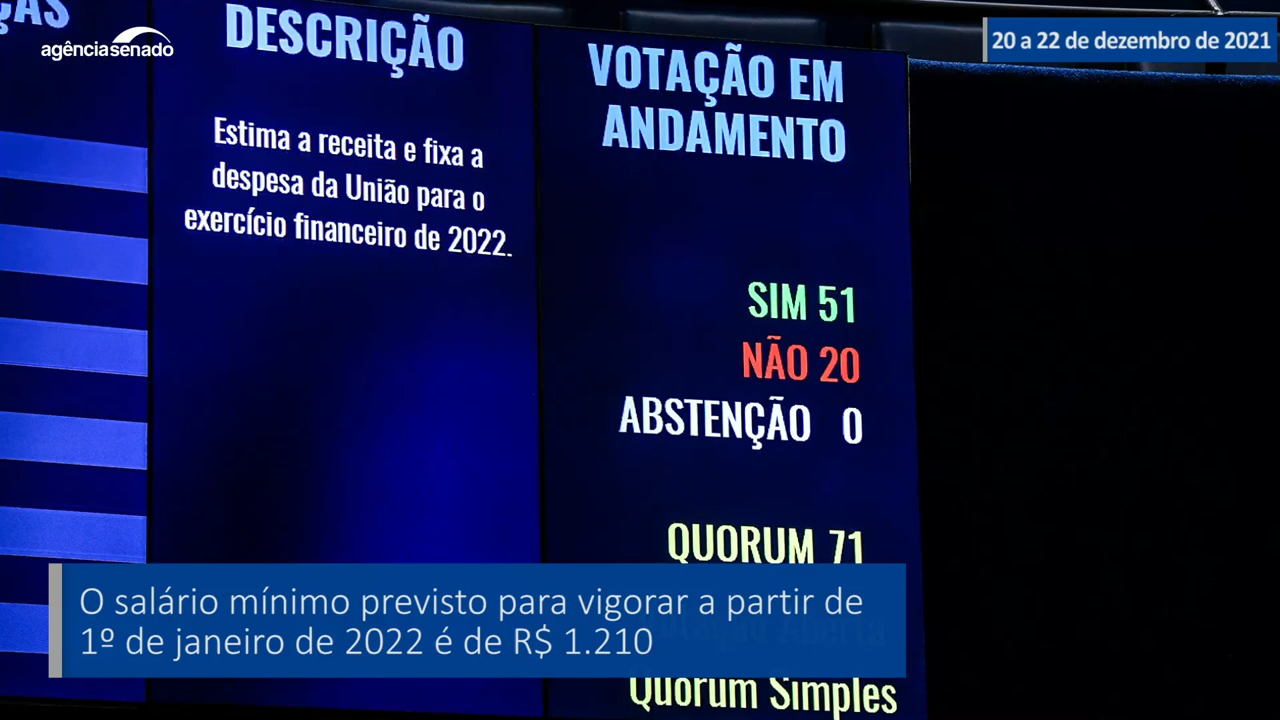 ÇAS
agênciasenado
20 a 22 de dezembro de 2021
DESCRIÇÃO
Estima a receita e fixa a
despesa da União para o
exercício financeiro de 2022.
VOTAÇÃO EM
ANDAMENTO
SIM 51
NÃO 20
ABSTENÇÃO 0
QUORUM 71
Quorum Simples
O salário mínimo previsto para vigorar a partir de
1º de janeiro de 2022 é de R$ 1.210